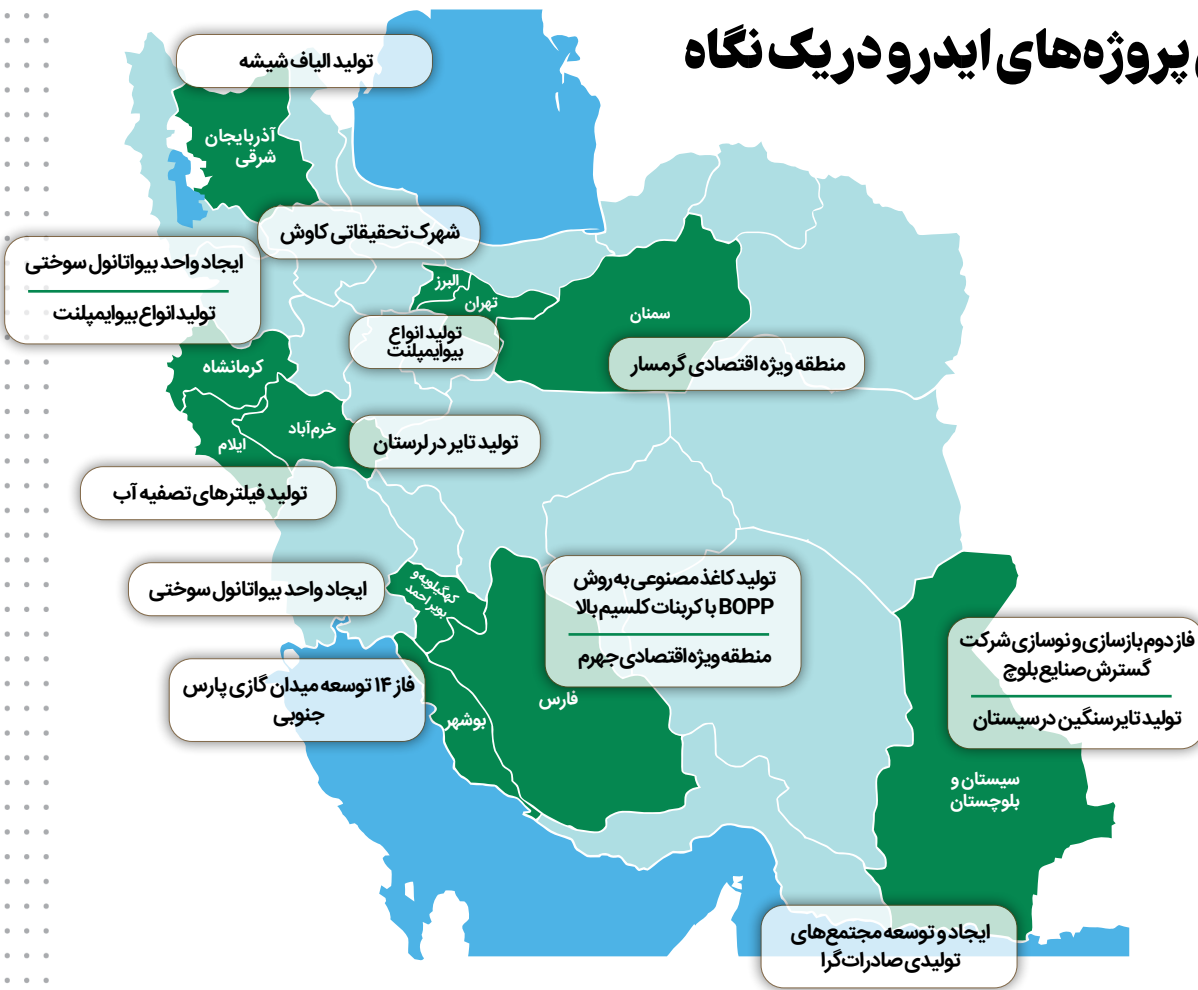 پروژه‌های ایدرو در یک نگاه
تولید الیاف شیشه
آذربایجان
شرقی
شهرک تحقیقاتی کاوش
ایجاد واحد بیواتانول سوختی
تولید انواع بیوایمپلنت
البرز
تهران
سمنان
تولید انواع
بیوایمپلنت
منطقه ویژه اقتصادی گرمسار
کرمانشاه
خرم‌آباد
ایلام
تولید تایر در لرستان
تولید فیلترهای تصفیه آب
ایجاد واحد بیواتانول سوختی
کهگیلویه و
بویراحمد
تولید کاغذ مصنوعی به روش
BOPP با کربنات کلسیم بالا
منطقه ویژه اقتصادی جهرم
فاز ۱۴ توسعه میدان گازی پارس
جنوبی
بوشهر
فارس
فاز دوم بازسازی و نوسازی شرکت
گسترش صنایع بلوچ
تولید تایر سنگین در سیستان
سیستان و
بلوچستان
ایجاد و توسعه مجتمع‌های
تولیدی صادرات‌گرا